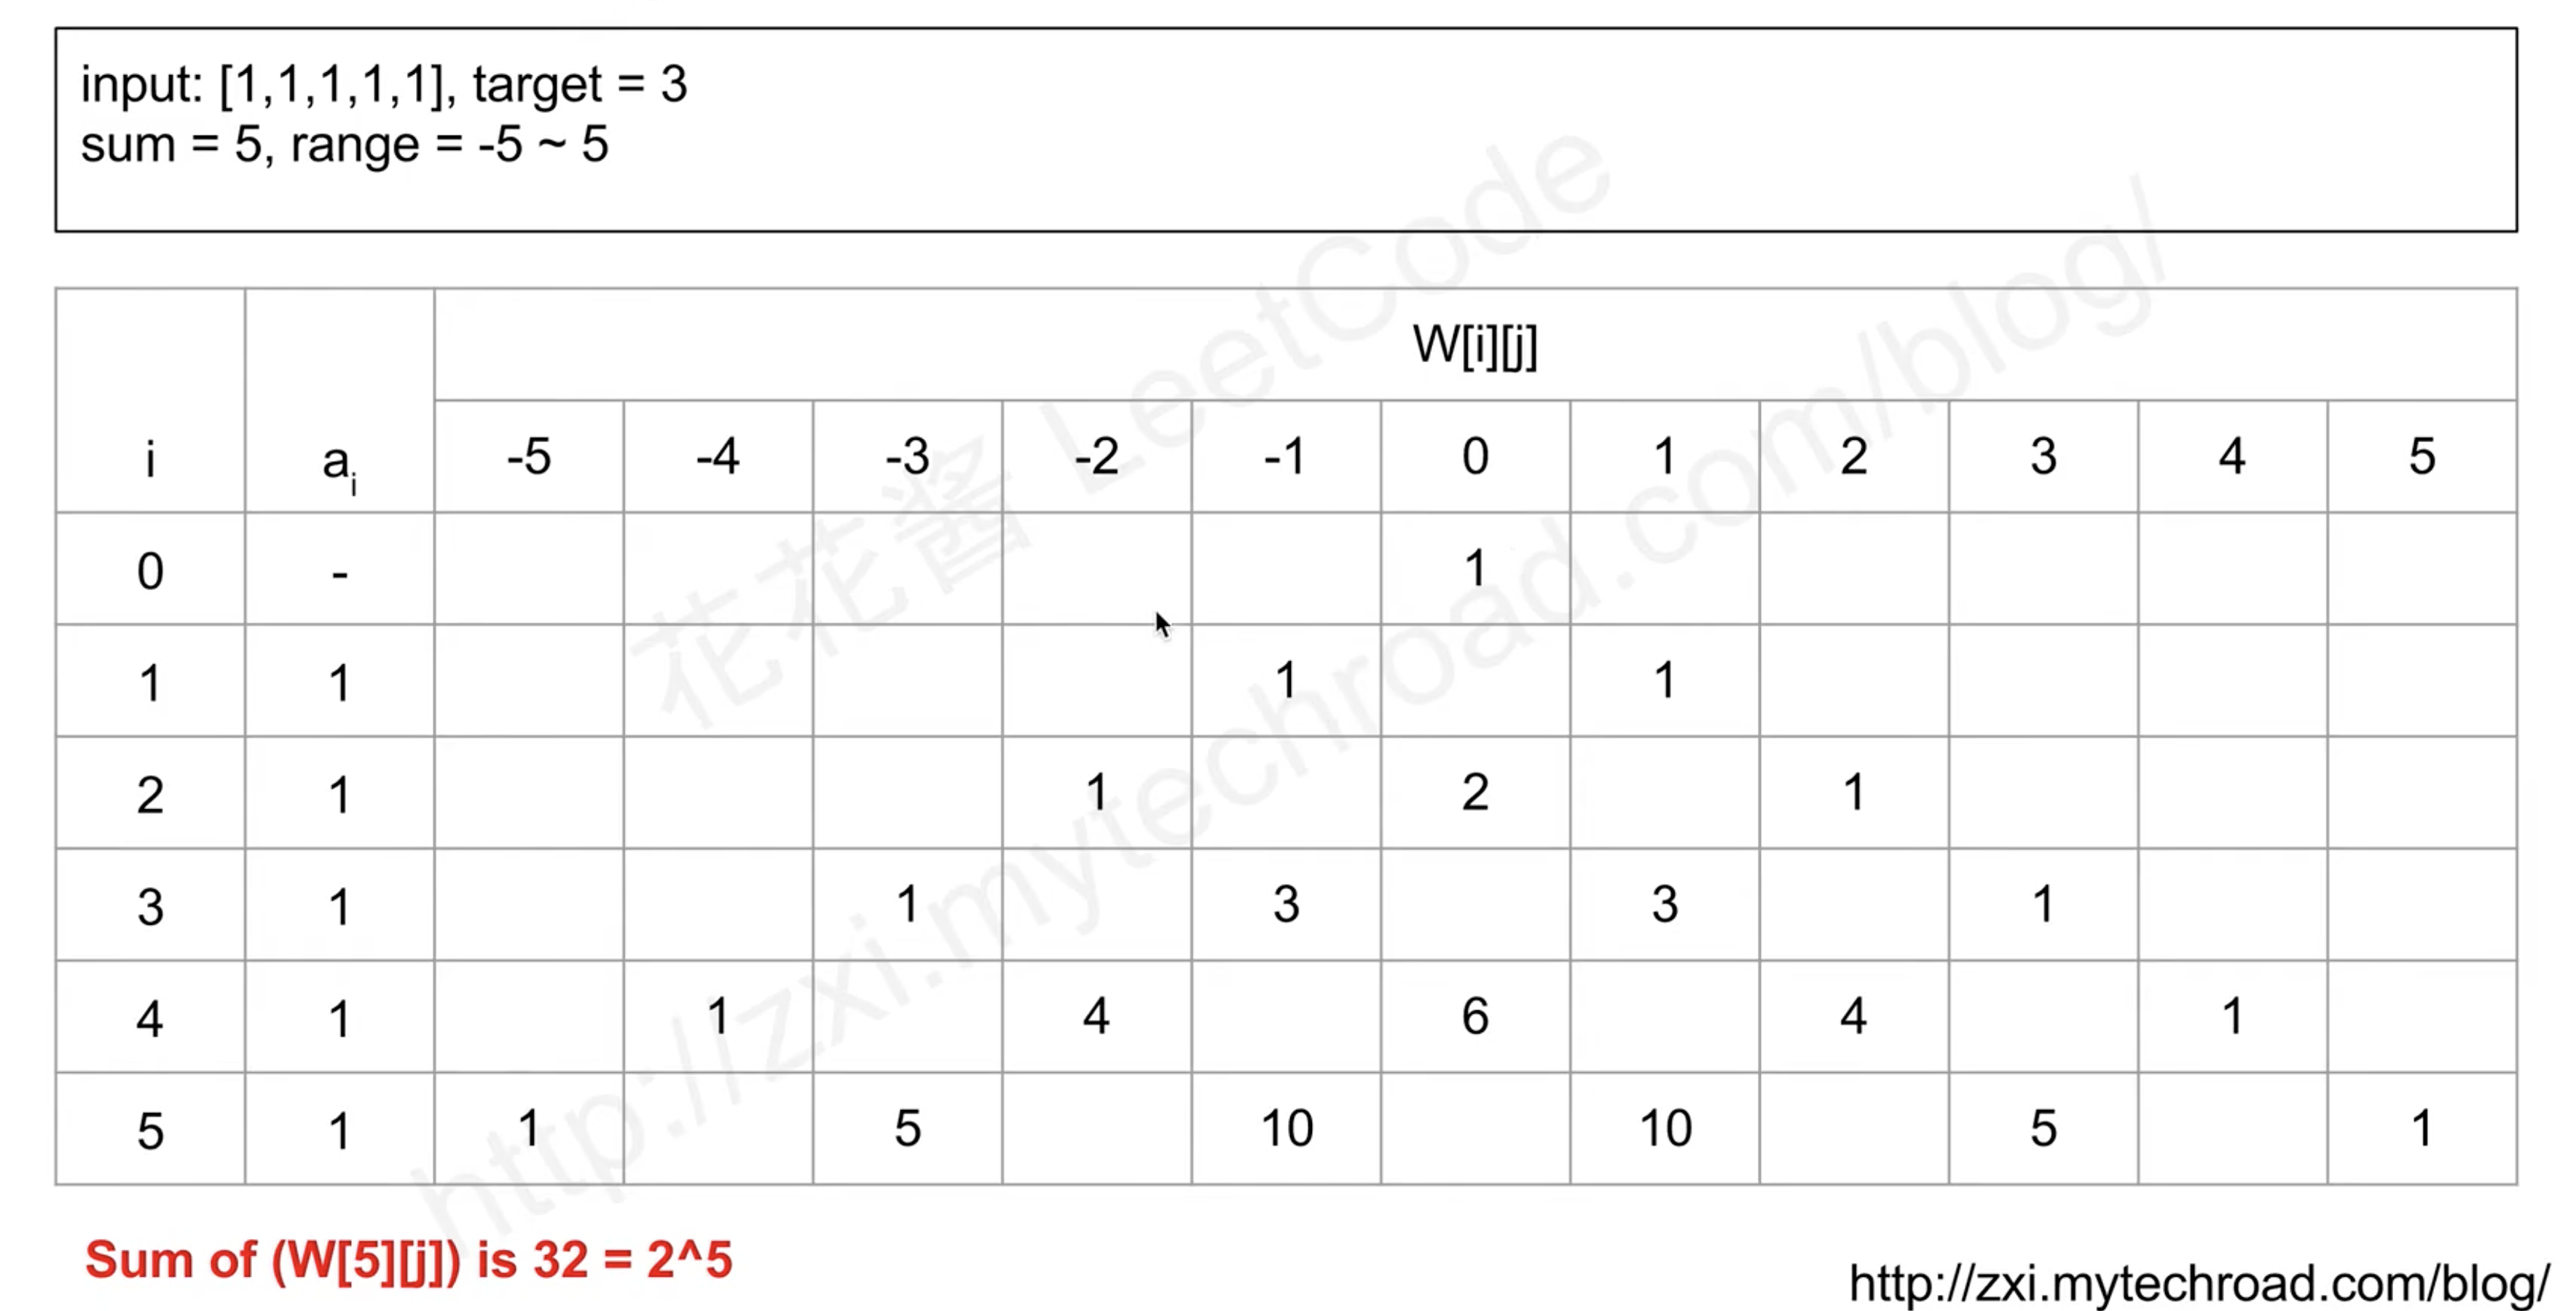 input: [1,1,1,1,1], target = 3
sum = 5, range = -5 ~ 5
W[i][j]
i a_i -5 -4 -3 -2 -1 0 1 2 3 4 5
0 - 1
1 1 1 1
2 1 1 2 1
3 1 1 3 3 1
4 1 1 4 6 4 1
5 1 1 5 10 10 5 1
花花酱 LeetCode
http://zxi.mytechroad.com/blog/
Sum of (W[5][j]) is 32 = 2^5
http://zxi.mytechroad.com/blog/